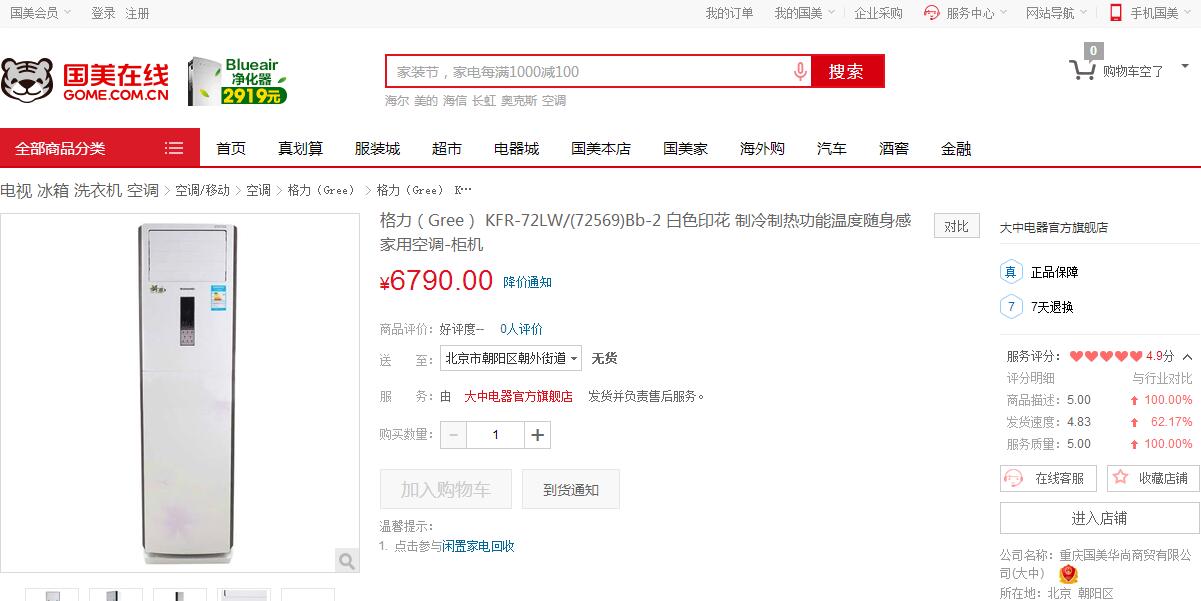 国美会员 登录 注册 我的订单 我的国美 企业采购 服务中心 网站导航 手机国美
国美在线
GOME.COM.CN
Blueair
净化器
2919元
家装节，家电每满1000减100 搜索
海尔 美的 海信 长虹 奥克斯 空调
0
购物车空了
全部商品分类 首页 真划算 服装城 超市 电器城 国美本店 国美家 海外购 汽车 酒窖 金融
电视 冰箱 洗衣机 空调 > 空调/移动 > 空调 > 格力（Gree） > 格力（Gree） K…
格力（Gree）KFR-72LW/(72569)Bb-2 白色印花 制冷制热功能温度随身感
家用空调-柜机
对比
¥6790.00 降价通知
商品评价： 好评度-- 0人评价
送 至： 北京市朝阳区朝外街道 无货
服 务： 由 大中电器官方旗舰店 发货并负责售后服务。
购买数量： − 1 +
加入购物车 到货通知
温馨提示：
1. 点击参与闲置家电回收
大中电器官方旗舰店
真 正品保障
7 7天退换
服务评分： 4.9分
评分明细 与行业对比
商品描述： 5.00 100.00%
发货速度： 4.83 62.17%
服务质量： 5.00 100.00%
在线客服 收藏店铺
进入店铺
公司名称：重庆国美华尚商贸有限公
司(大中)
所在地：北京 朝阳区